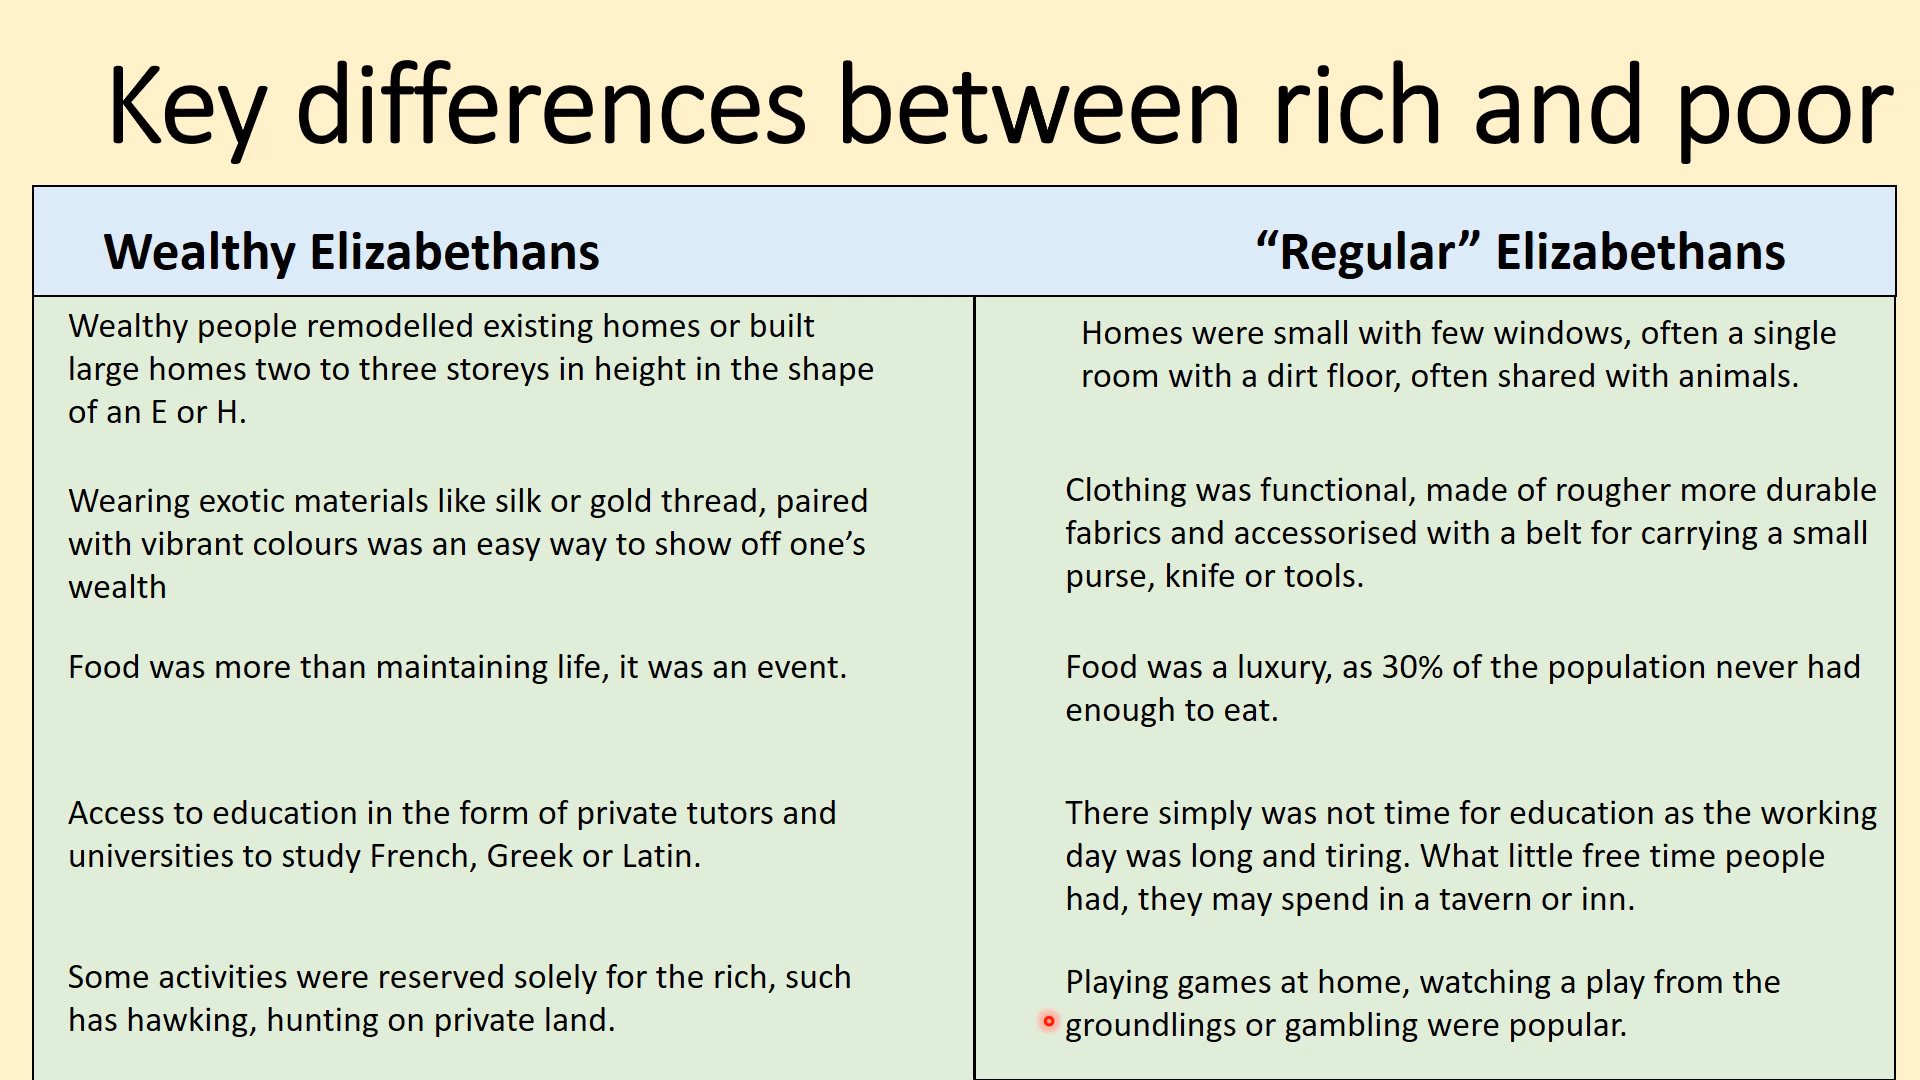 Key differences between rich and poor
Wealthy Elizabethans
“Regular” Elizabethans
Wealthy people remodelled existing homes or built
large homes two to three storeys in height in the shape
of an E or H.
Homes were small with few windows, often a single
room with a dirt floor, often shared with animals.
Wearing exotic materials like silk or gold thread, paired
with vibrant colours was an easy way to show off one’s
wealth
Clothing was functional, made of rougher more durable
fabrics and accessorised with a belt for carrying a small
purse, knife or tools.
Food was more than maintaining life, it was an event.
Food was a luxury, as 30% of the population never had
enough to eat.
Access to education in the form of private tutors and
universities to study French, Greek or Latin.
There simply was not time for education as the working
day was long and tiring. What little free time people
had, they may spend in a tavern or inn.
Some activities were reserved solely for the rich, such
has hawking, hunting on private land.
Playing games at home, watching a play from the
groundlings or gambling were popular.